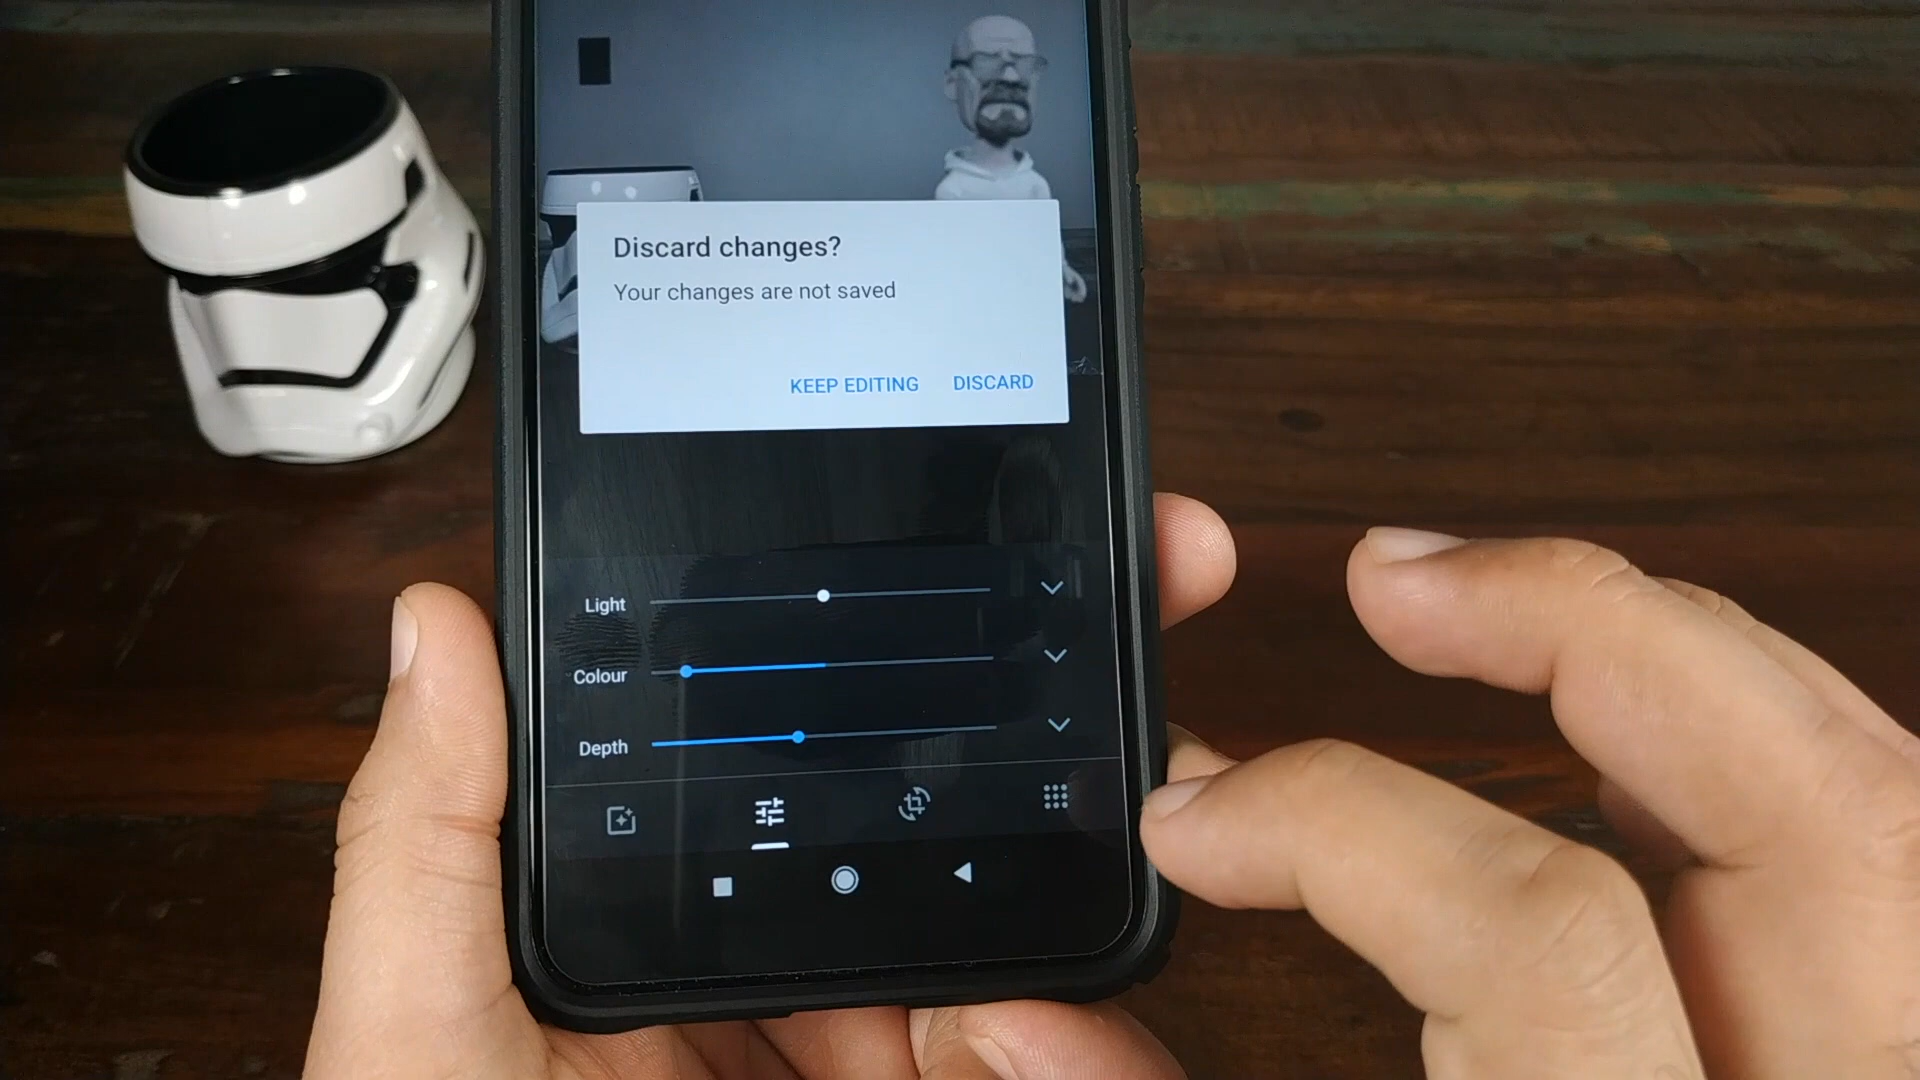 Discard changes?
Your changes are not saved
KEEP EDITING DISCARD
Light
Colour
Depth